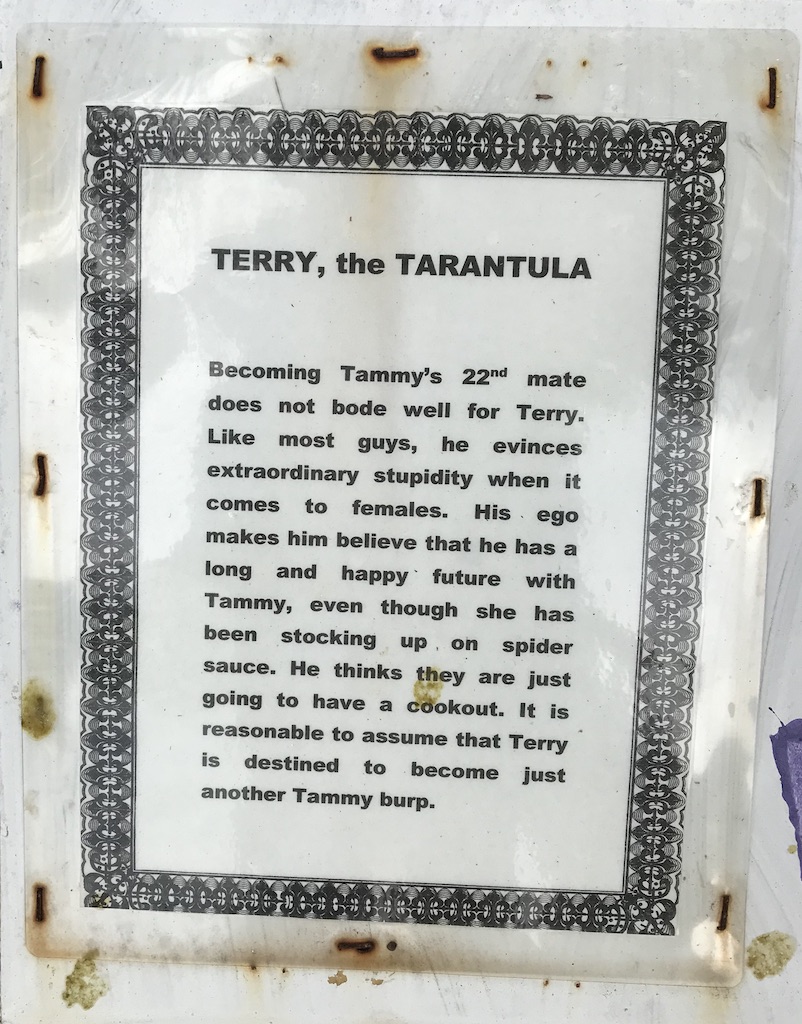 TERRY, the TARANTULA
Becoming Tammy's 22nd mate
does not bode well for Terry.
Like most guys, he evinces
extraordinary stupidity when it
comes to females. His ego
makes him believe that he has a
long and happy future with
Tammy, even though she has
been stocking up on spider
sauce. He thinks they are just
going to have a cookout. It is
reasonable to assume that Terry
is destined to become just
another Tammy burp.